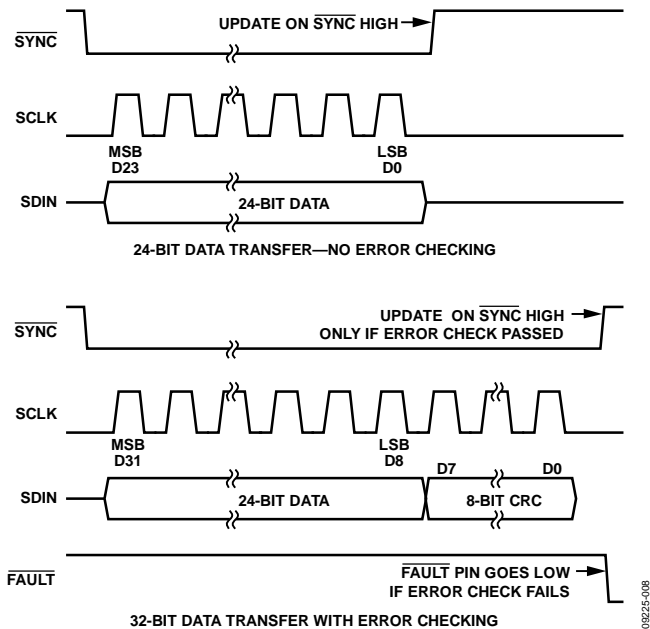 UPDATE ON SYNC HIGH
SYNC
SCLK
MSB
D23
LSB
D0
SDIN
24-BIT DATA
24-BIT DATA TRANSFER—NO ERROR CHECKING
UPDATE ON SYNC HIGH
ONLY IF ERROR CHECK PASSED
SYNC
SCLK
MSB
D31
LSB
D8
D7
D0
SDIN
24-BIT DATA
8-BIT CRC
FAULT
FAULT PIN GOES LOW
IF ERROR CHECK FAILS
32-BIT DATA TRANSFER WITH ERROR CHECKING
09225-008